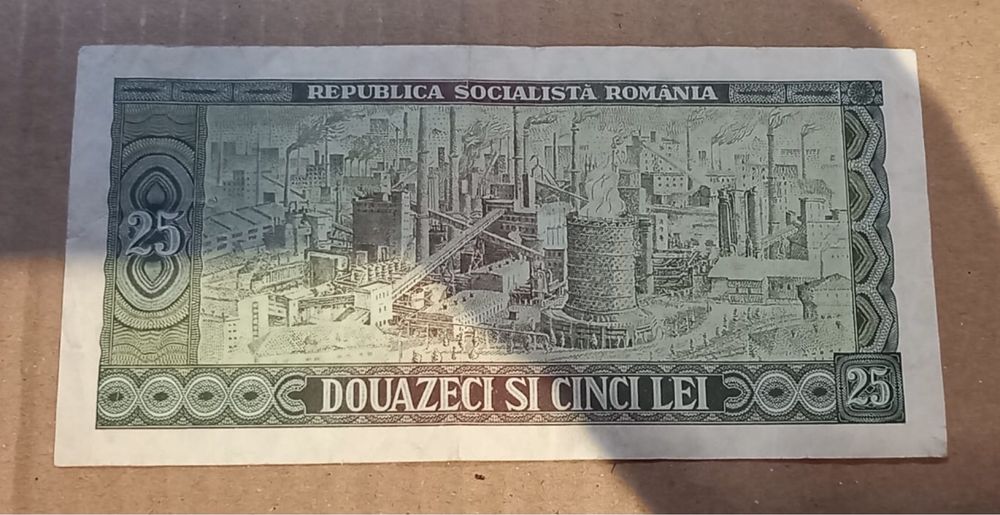 REPUBLICA SOCIALISTĂ ROMÂNIA
25
DOUAZECI SI CINCI LEI
25